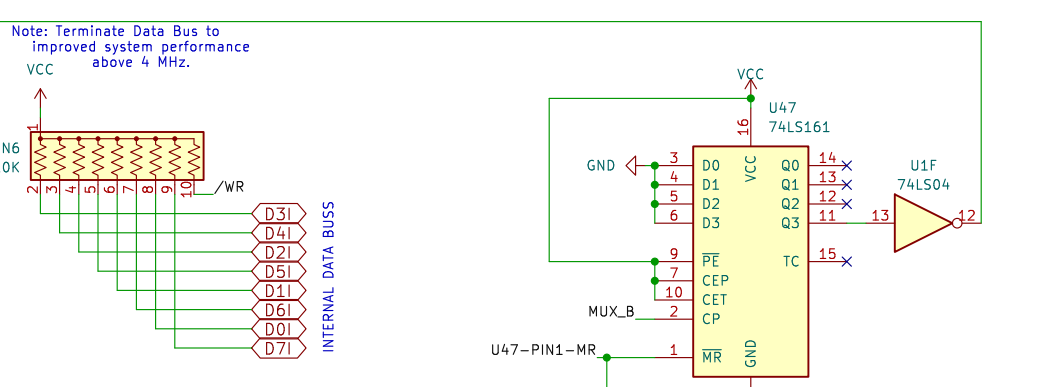 Note: Terminate Data Bus to
improved system performance
above 4 MHz.
VCC
1
N6
0K
2 3 4 5 6 7 8 9 10
/WR
D3I
D4I
D2I
D5I
D1I
D6I
D0I
D7I
INTERNAL DATA BUSS
VCC
U47
74LS161
16
VCC
GND
3 D0 Q0 14
4 D1 Q1 13
5 D2 Q2 12
6 D3 Q3 11
9 PE TC 15
7 CEP
10 CET
MUX_B 2 CP
U47-PIN1-MR 1 MR
GND
U1F
74LS04
13 12